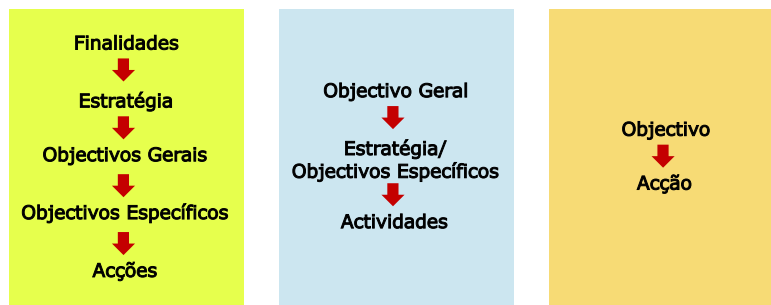 Finalidades
Estratégia
Objectivos Gerais
Objectivos Específicos
Acções
Objectivo Geral
Estratégia/
Objectivos Específicos
Actividades
Objectivo
Acção